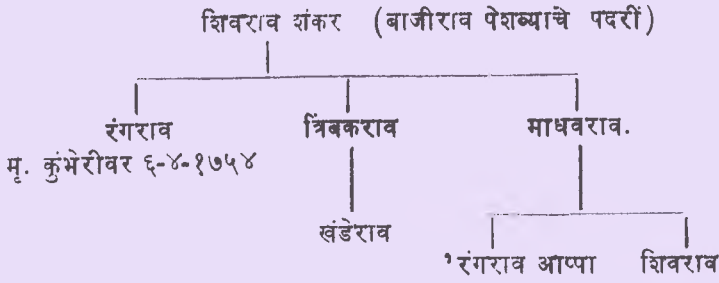 शिवराव शंकर (बाजीराव पेशव्याचे पदरीं)
रंगराव त्रिंबकराव माधवराव.
मृ. कुंभेरीवर ६-४-१७५४
खंडेराव
'रंगराव आप्पा शिवराव